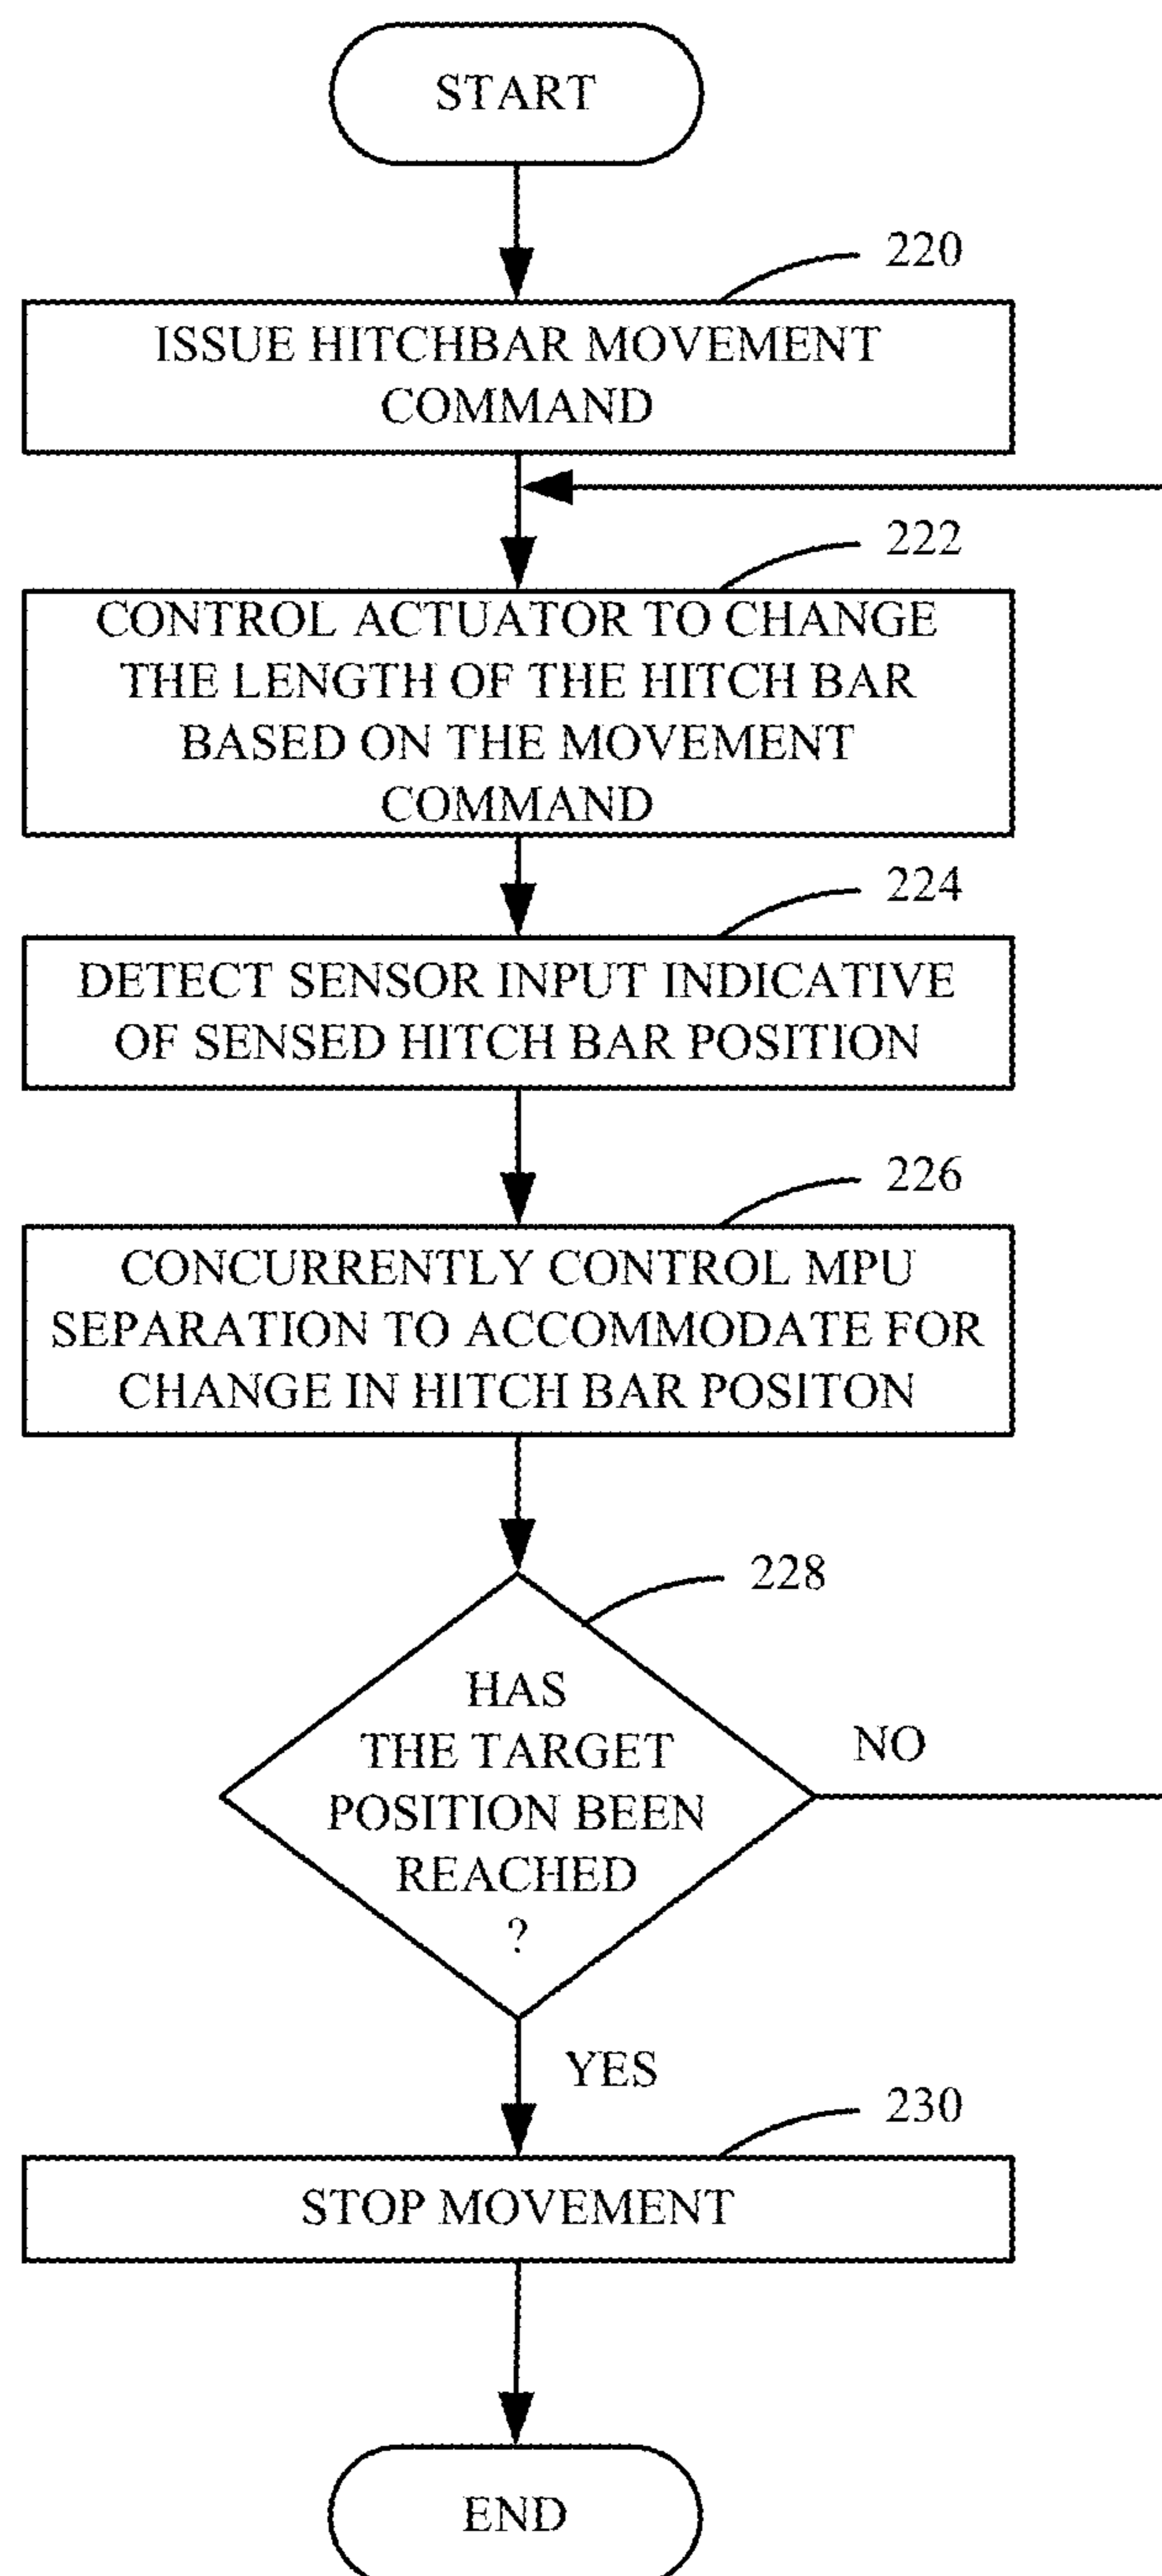 START
220
ISSUE HITCHBAR MOVEMENT
COMMAND
222
CONTROL ACTUATOR TO CHANGE
THE LENGTH OF THE HITCH BAR
BASED ON THE MOVEMENT
COMMAND
224
DETECT SENSOR INPUT INDICATIVE
OF SENSED HITCH BAR POSITION
226
CONCURRENTLY CONTROL MPU
SEPARATION TO ACCOMMODATE FOR
CHANGE IN HITCH BAR POSITON
228
HAS
THE TARGET
POSITION BEEN
REACHED
?
NO
YES
230
STOP MOVEMENT
END